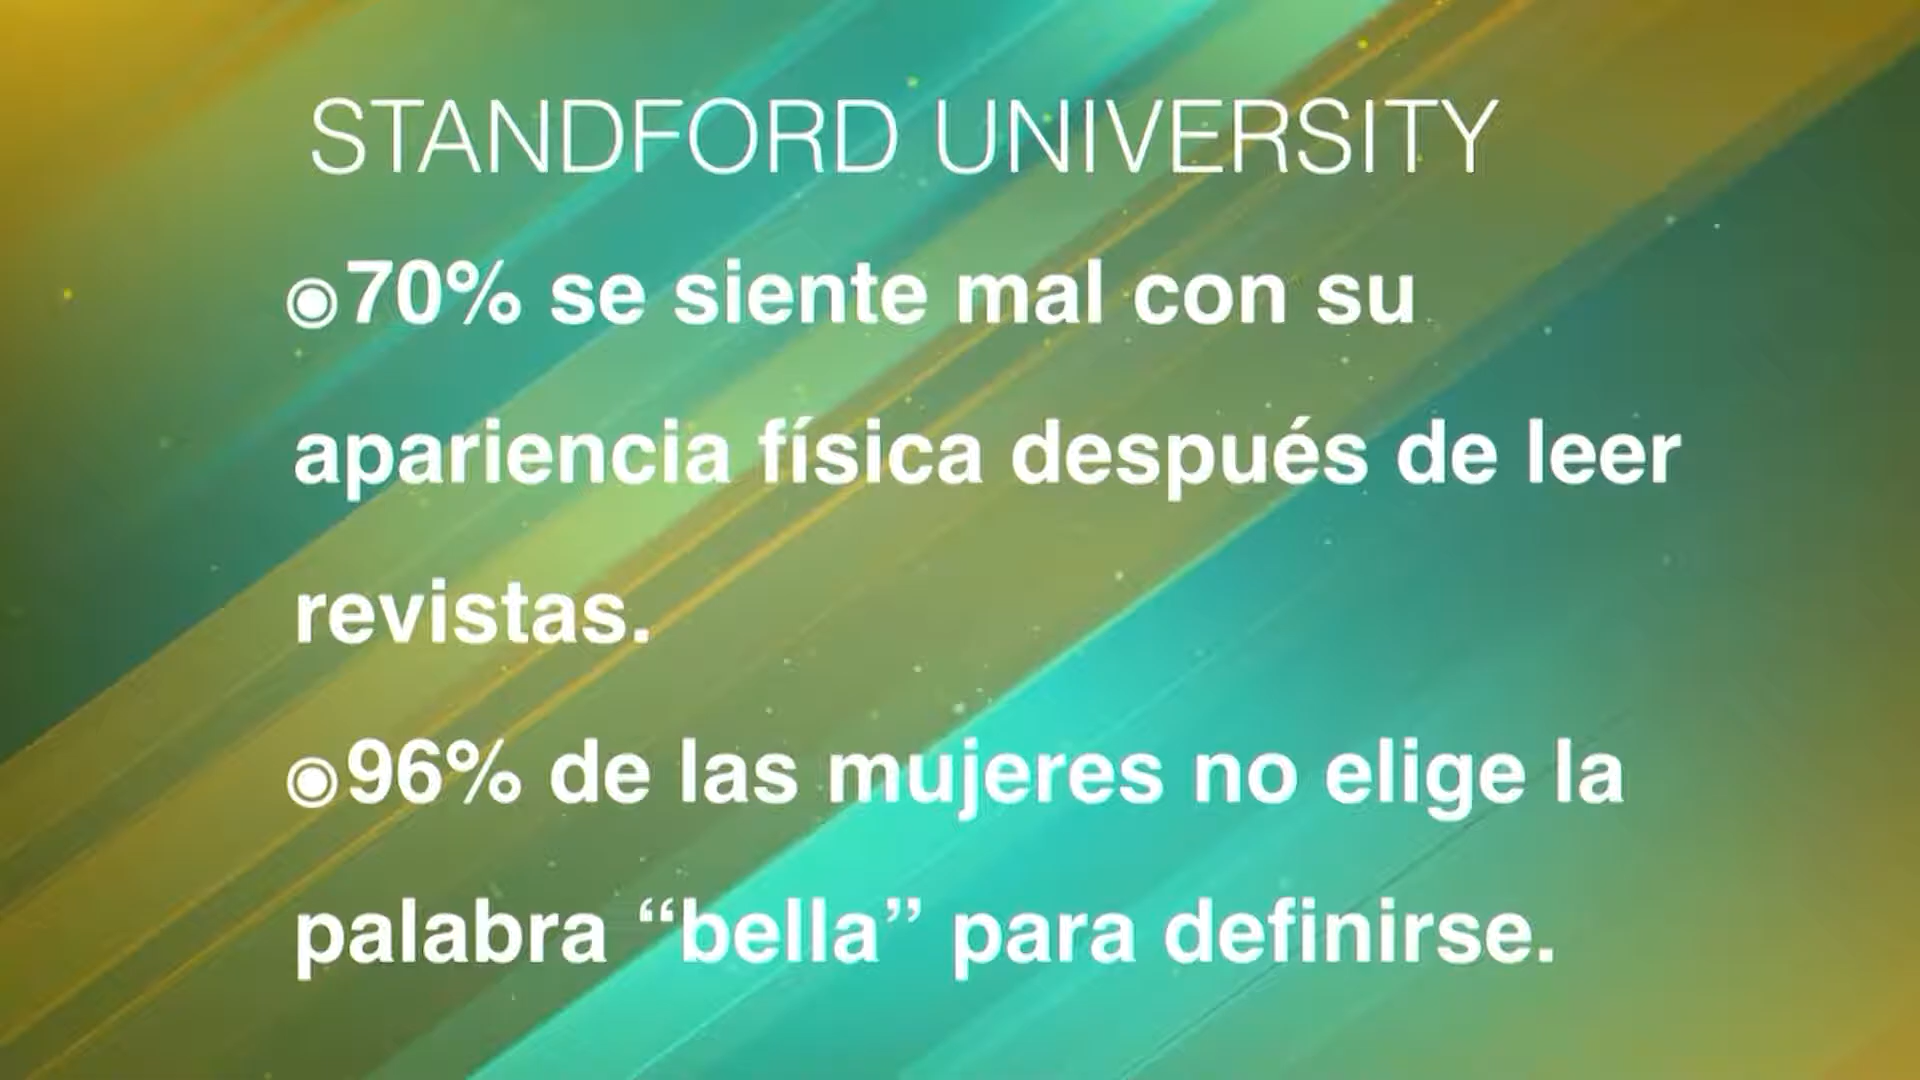 STANDFORD UNIVERSITY
◉70% se siente mal con su
apariencia física después de leer
revistas.
◉96% de las mujeres no elige la
palabra “bella” para definirse.